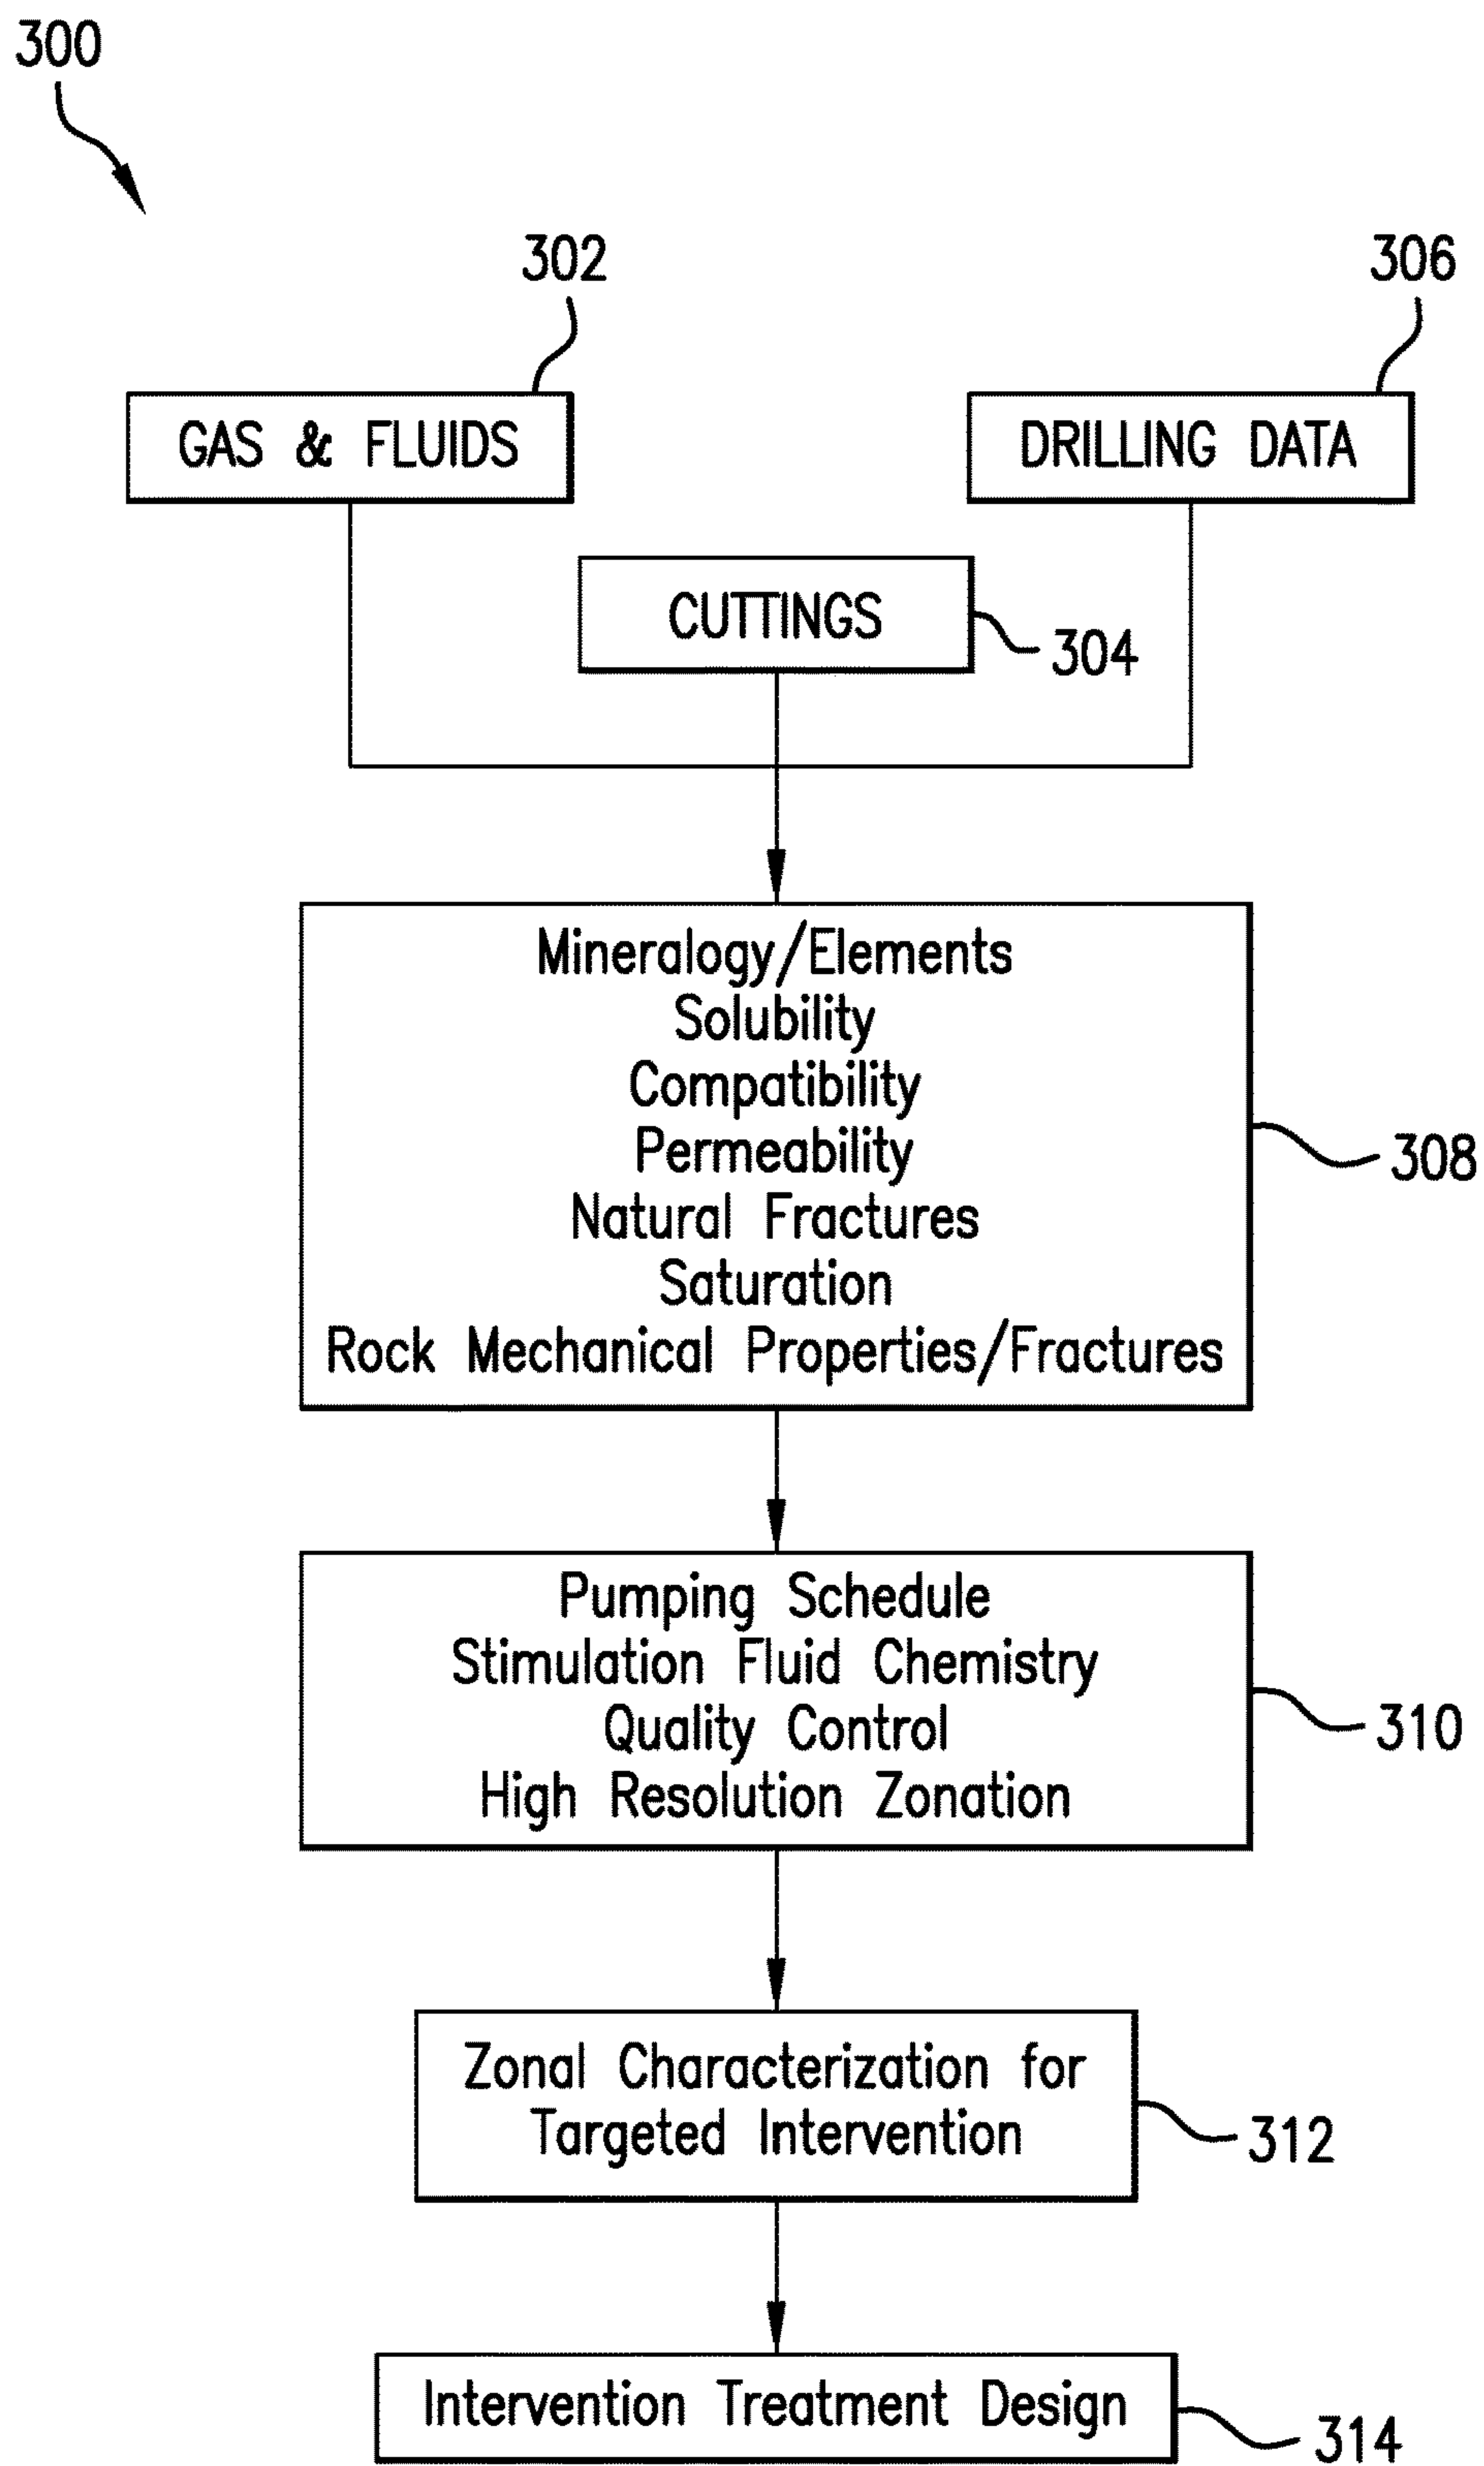 300
302
306
GAS & FLUIDS
DRILLING DATA
CUTTINGS
304
Mineralogy/Elements
Solubility
Compatibility
Permeability
Natural Fractures
Saturation
Rock Mechanical Properties/Fractures
308
Pumping Schedule
Stimulation Fluid Chemistry
Quality Control
High Resolution Zonation
310
Zonal Characterization for
Targeted Intervention
312
Intervention Treatment Design
314